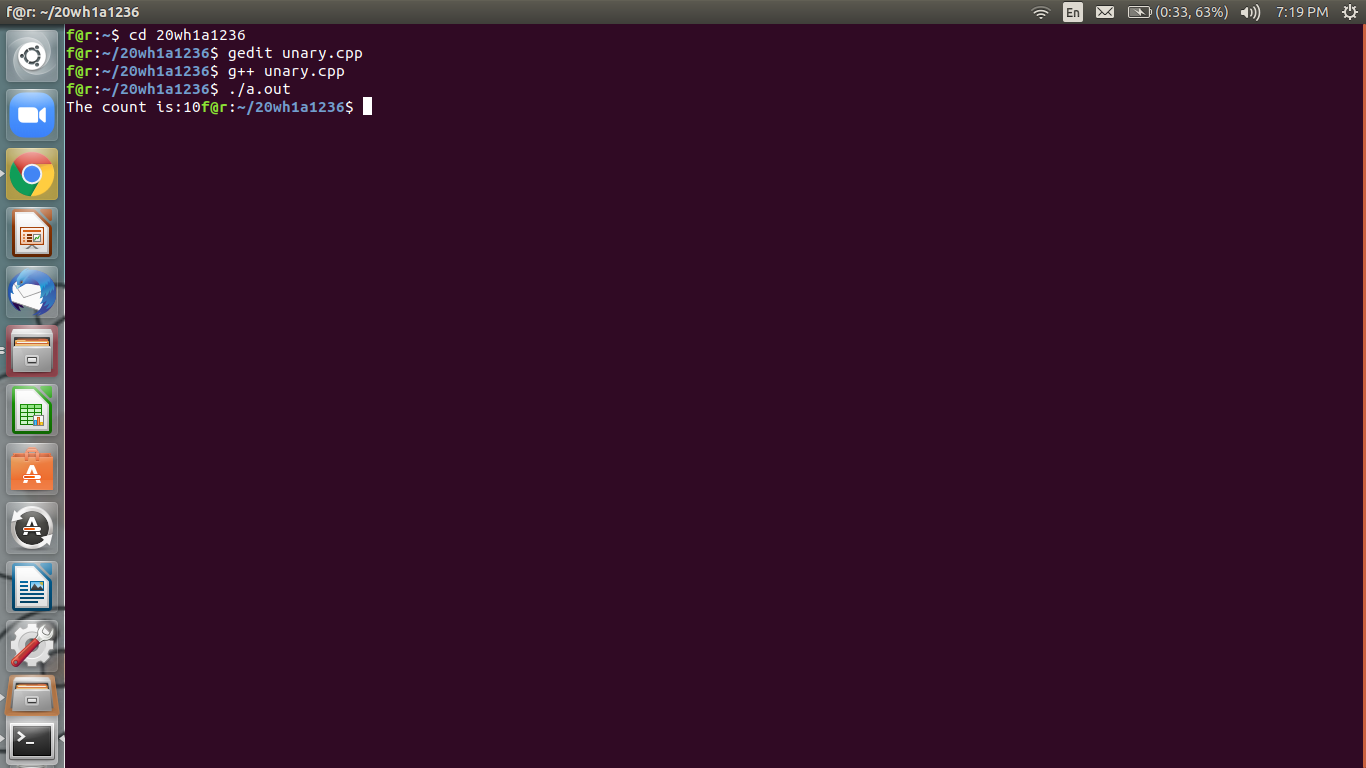 f@r: ~/20wh1a1236
En
(0:33, 63%)
7:19 PM
f@r:~$ cd 20wh1a1236
f@r:~/20wh1a1236$ gedit unary.cpp
f@r:~/20wh1a1236$ g++ unary.cpp
f@r:~/20wh1a1236$ ./a.out
The count is:10f@r:~/20wh1a1236$